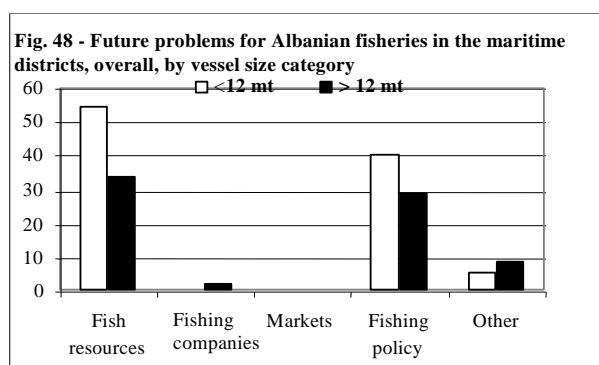 Fig. 48 - Future problems for Albanian fisheries in the maritime
districts, overall, by vessel size category
<12 mt > 12 mt
60
50
40
30
20
10
0
Fish Fishing Markets Fishing Other
resources companies policy